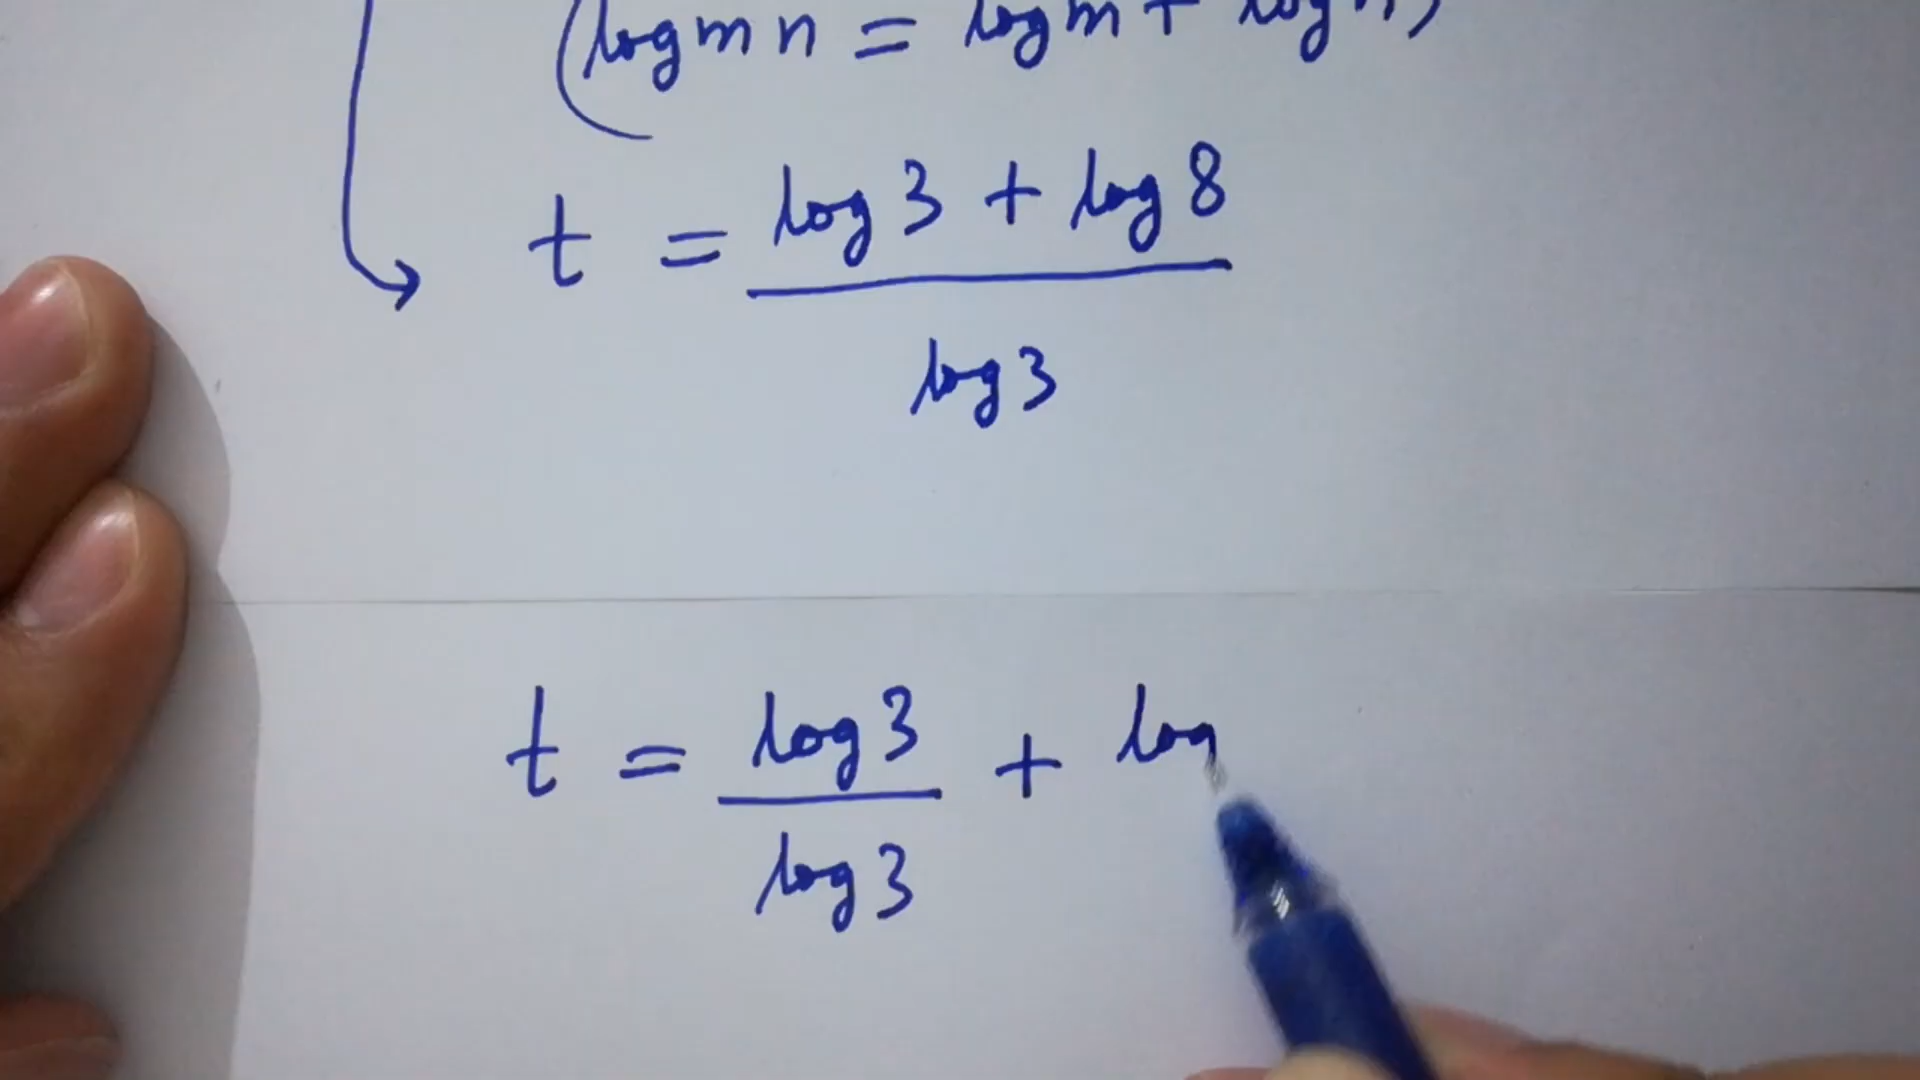 (log mn = log m + log n)
t = log 3 + log 8
log 3
t = log 3 + log
log 3